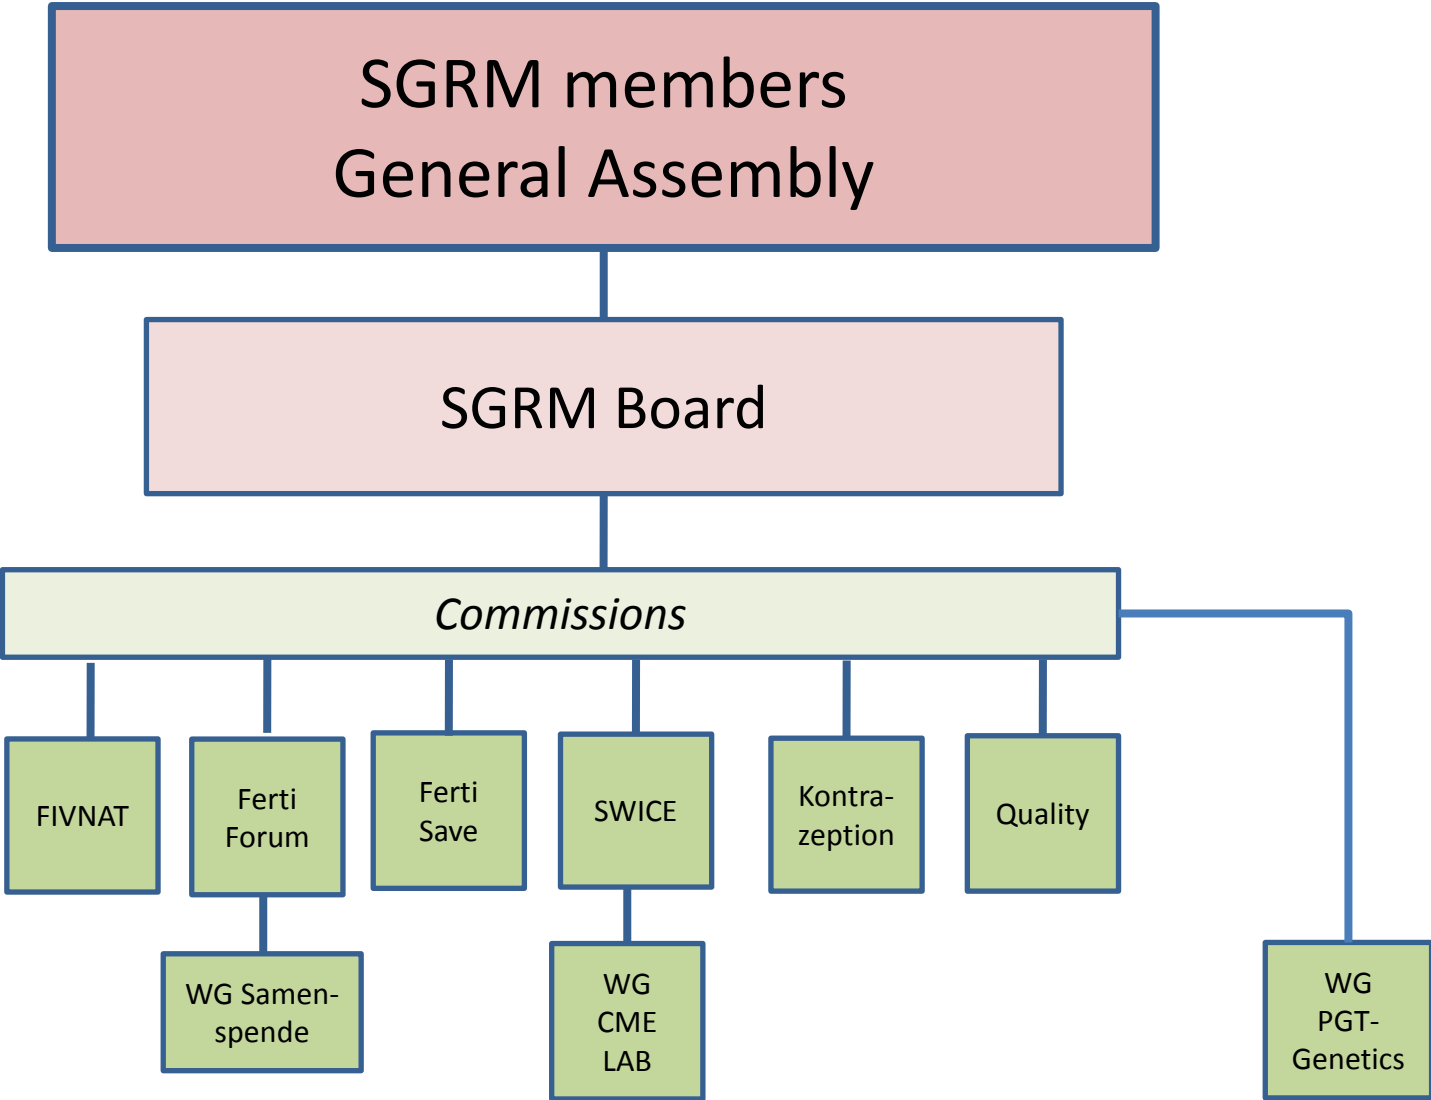 SGRM members
General Assembly
SGRM Board
Commissions
FIVNAT
Ferti
Forum
Ferti
Save
SWICE
Kontra-
zeption
Quality
WG Samen-
spende
WG
CME
LAB
WG
PGT-
Genetics